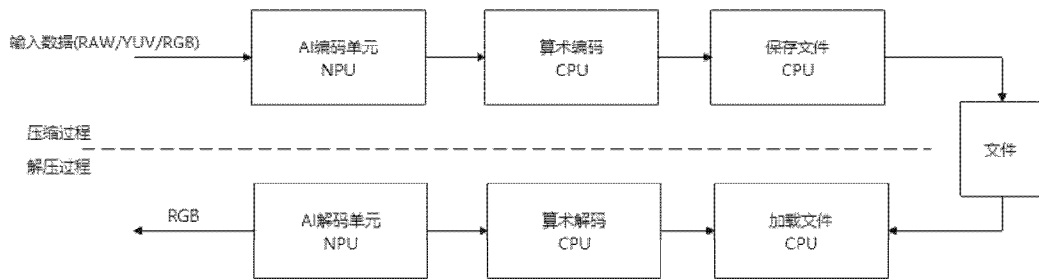 输入数据(RAW/YUV/RGB)
AI编码单元
NPU
算术编码
CPU
保存文件
CPU
压缩过程
文件
解压过程
RGB
AI解码单元
NPU
算术解码
CPU
加载文件
CPU